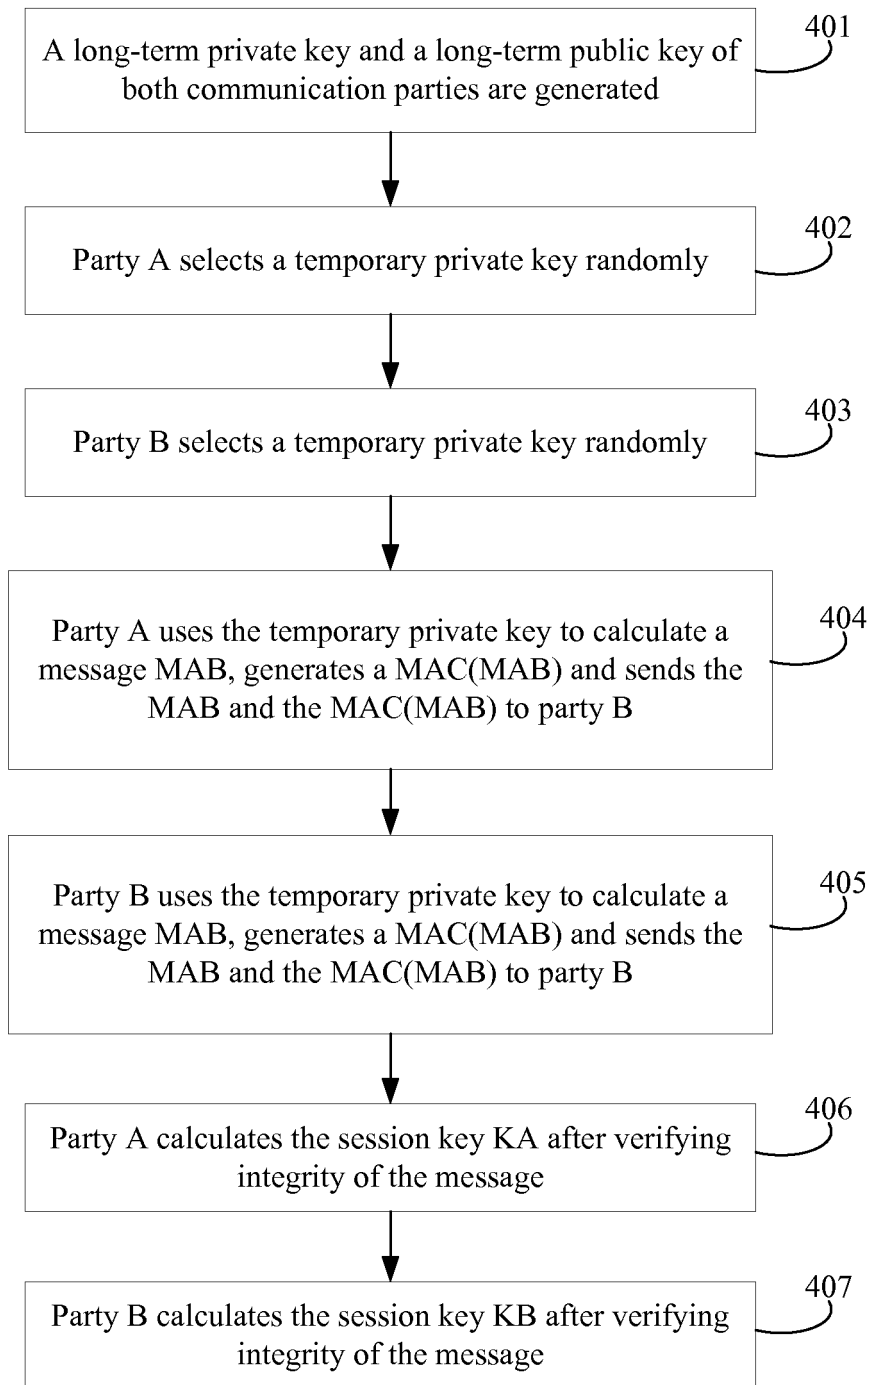 401
A long-term private key and a long-term public key of
both communication parties are generated
402
Party A selects a temporary private key randomly
403
Party B selects a temporary private key randomly
404
Party A uses the temporary private key to calculate a
message MAB, generates a MAC(MAB) and sends the
MAB and the MAC(MAB) to party B
405
Party B uses the temporary private key to calculate a
message MAB, generates a MAC(MAB) and sends the
MAB and the MAC(MAB) to party B
406
Party A calculates the session key KA after verifying
integrity of the message
407
Party B calculates the session key KB after verifying
integrity of the message